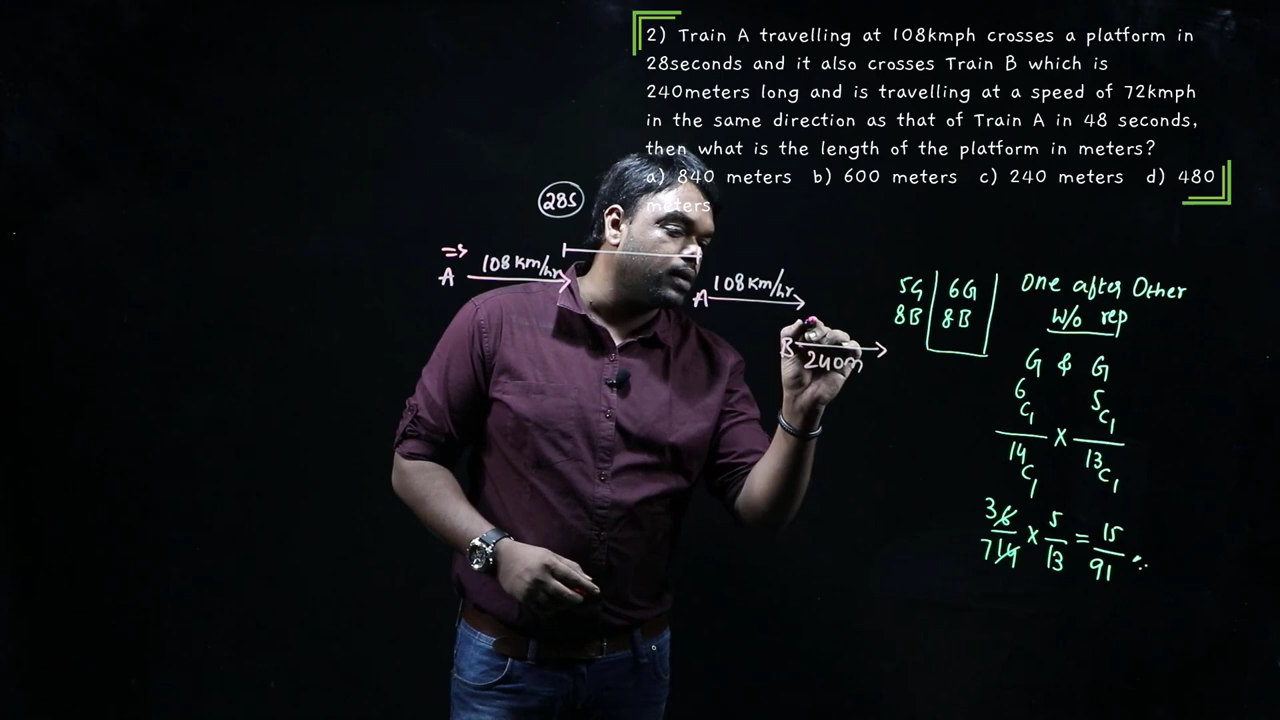 2) Train A travelling at 108kmph crosses a platform in
28seconds and it also crosses Train B which is
240meters long and is travelling at a speed of 72kmph
in the same direction as that of Train A in 48 seconds,
then what is the length of the platform in meters?
a) 840 meters b) 600 meters c) 240 meters d) 480
meters
28s
⇒
A 108 km/hr
A 108 km/hr
B 240m
5G 6G
8B 8B
One after Other
w/o rep
G & G
6C1 5C1
× 
14C1 13C1
3 6 5 15
× =
7 14 13 91